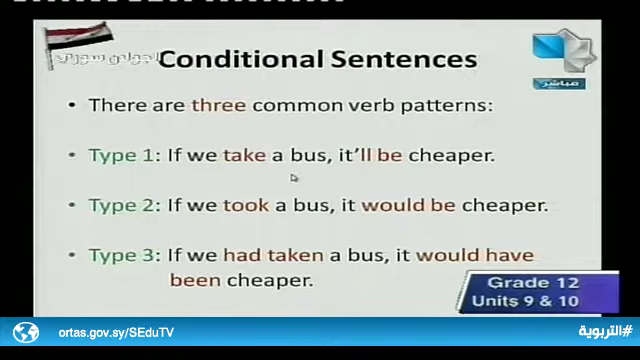 الجولان سوري
Conditional Sentences
مباشر
• There are three common verb patterns:
• Type 1: If we take a bus, it'll be cheaper.
• Type 2: If we took a bus, it would be cheaper.
• Type 3: If we had taken a bus, it would have
been cheaper.
Grade 12
Units 9 & 10
ortas.gov.sy/SEduTV
#التربوية